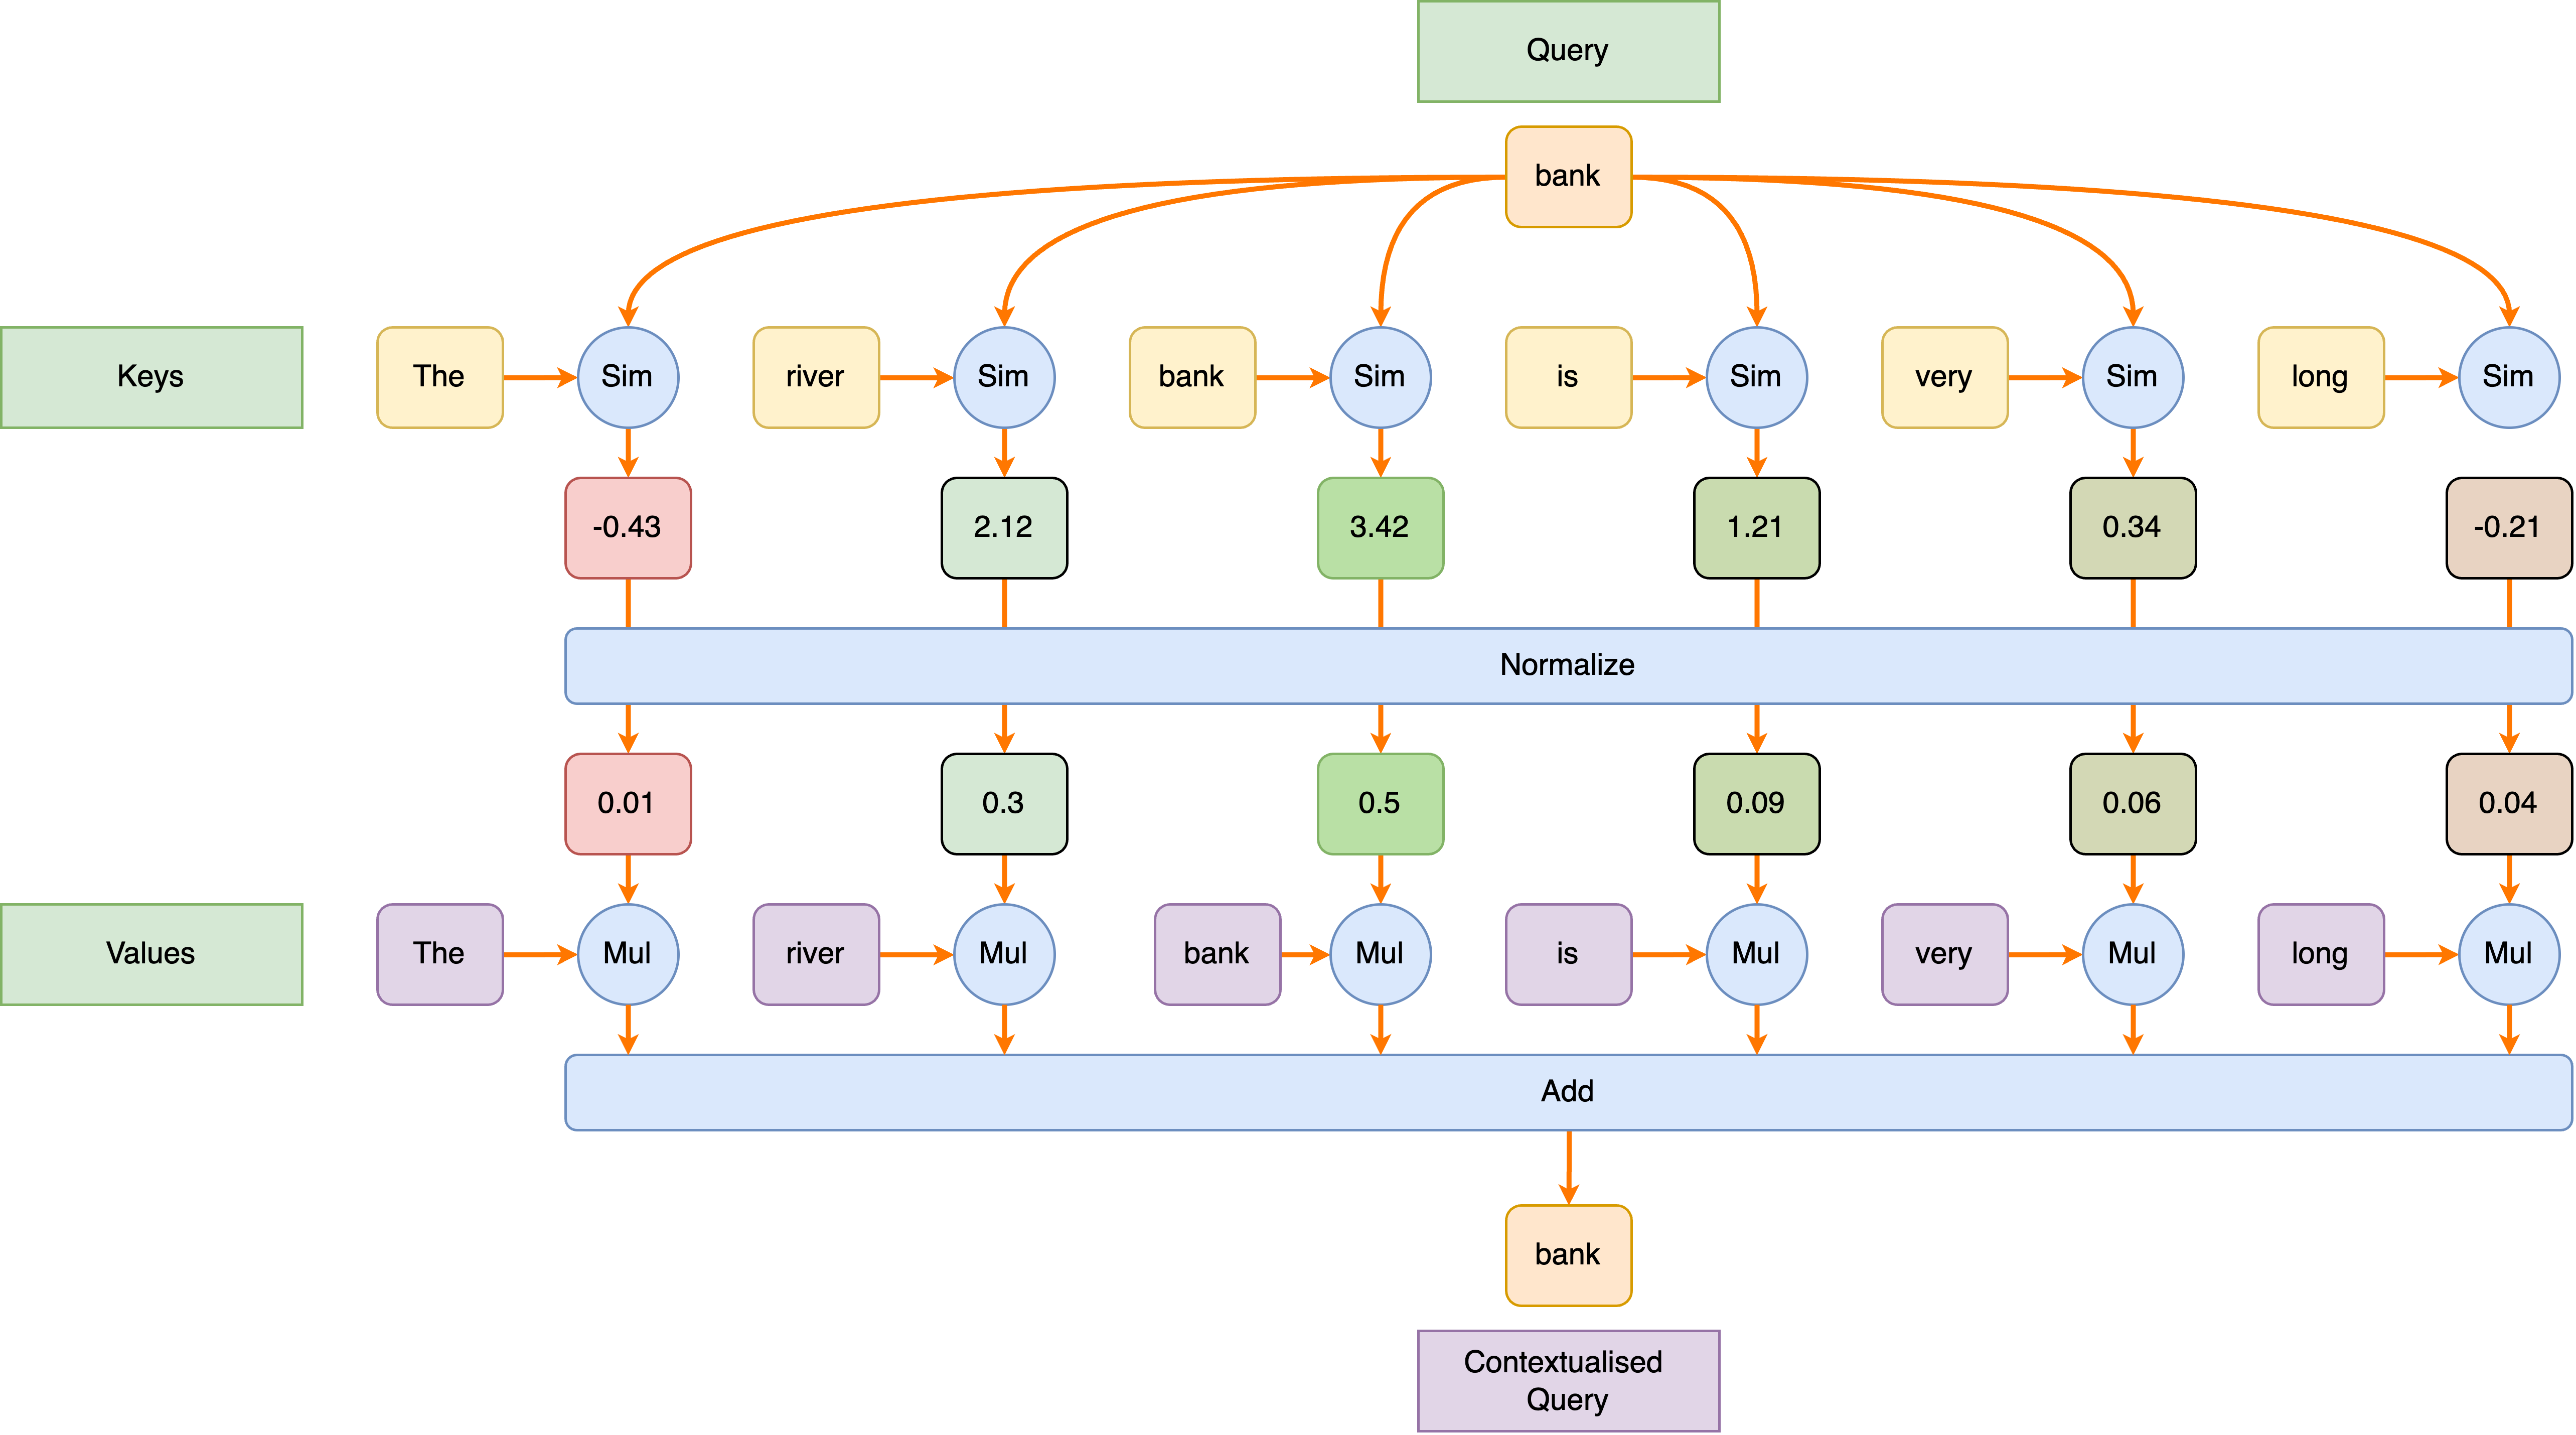 Query
bank
Keys
The
Sim
river
Sim
bank
Sim
is
Sim
very
Sim
long
Sim
-0.43
2.12
3.42
1.21
0.34
-0.21
Normalize
0.01
0.3
0.5
0.09
0.06
0.04
Values
The
Mul
river
Mul
bank
Mul
is
Mul
very
Mul
long
Mul
Add
bank
Contextualised
Query